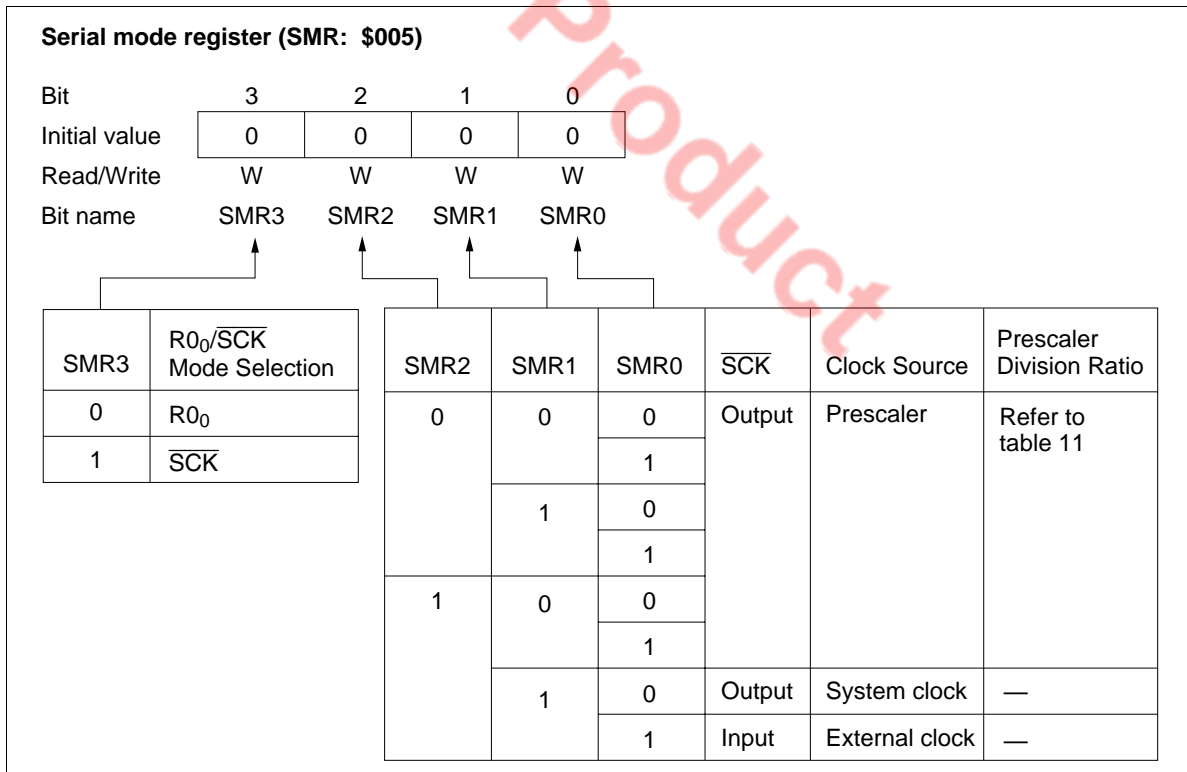 Product
Serial mode register (SMR: $005)
Bit 3 2 1 0
Initial value 0 0 0 0
Read/Write W W W W
Bit name SMR3 SMR2 SMR1 SMR0
SMR3 R0₀/S̅C̅K̅
Mode Selection
0 R0₀
1 S̅C̅K̅
SMR2 SMR1 SMR0 S̅C̅K̅ Clock Source Prescaler
Division Ratio
0 0 0 Output Prescaler Refer to
table 11
1
1 0
1
1 0 0
1
1 0 Output System clock —
1 Input External clock —